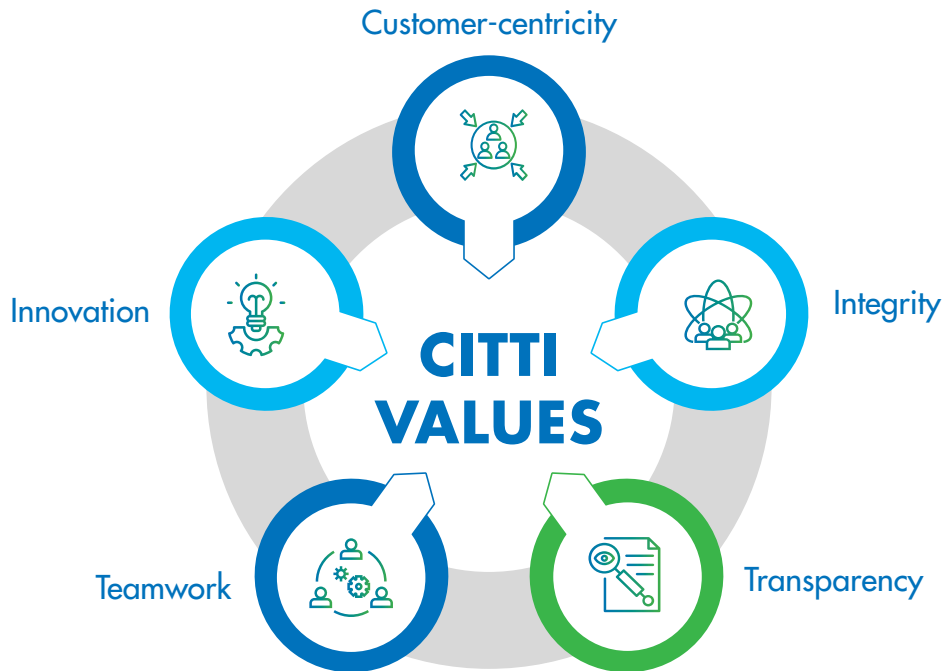 Customer-centricity
Innovation
Integrity
CITTI
VALUES
Teamwork
Transparency